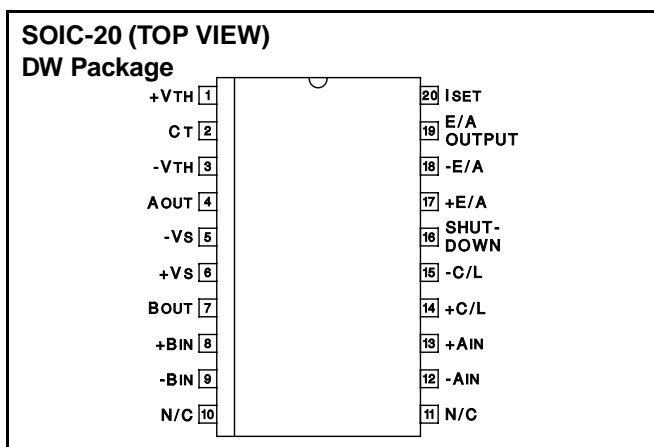 SOIC-20 (TOP VIEW)
DW Package
+VTH 1
CT 2
-VTH 3
AOUT 4
-VS 5
+VS 6
BOUT 7
+BIN 8
-BIN 9
N/C 10
20 ISET
19 E/A
OUTPUT
18 -E/A
17 +E/A
16 SHUT-
DOWN
15 -C/L
14 +C/L
13 +AIN
12 -AIN
11 N/C